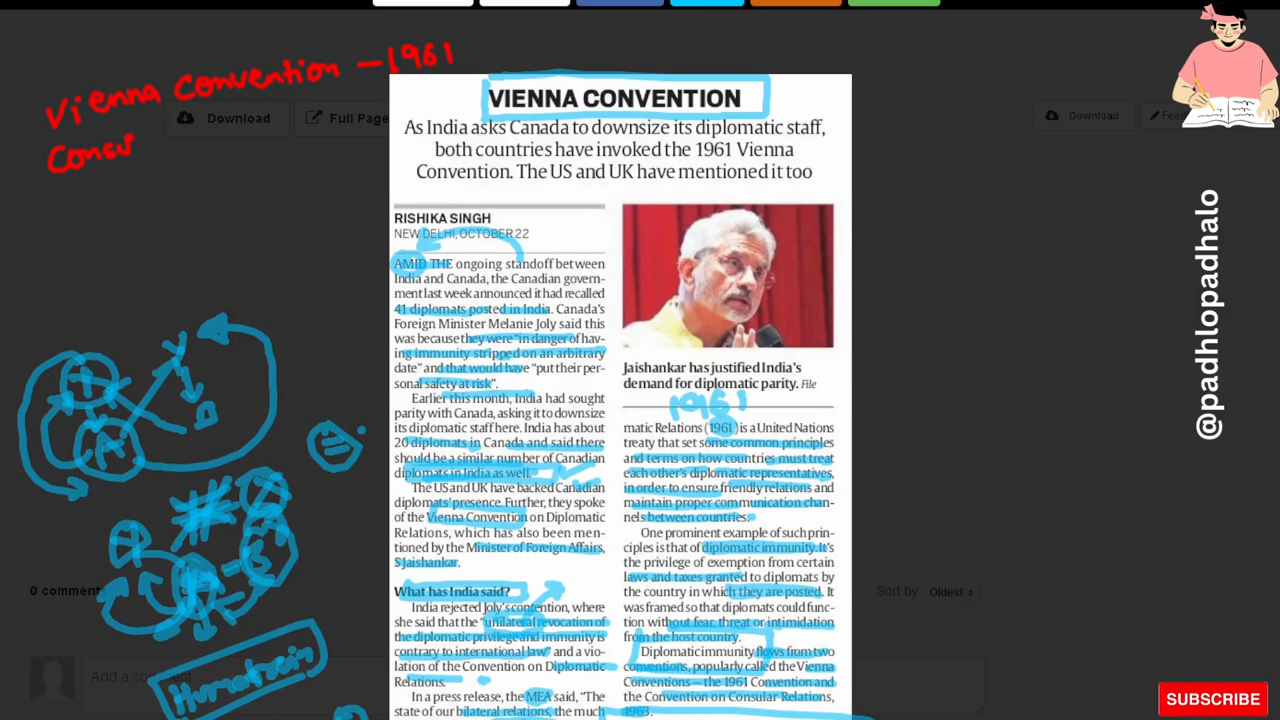 Vienna Convention - 1961
Consu
Download
Full Page
Download
Feed
VIENNA CONVENTION
As India asks Canada to downsize its diplomatic staff,
both countries have invoked the 1961 Vienna
Convention. The US and UK have mentioned it too
RISHIKA SINGH
NEW DELHI, OCTOBER 22
AMID THE ongoing standoff between
India and Canada, the Canadian govern-
ment last week announced it had recalled
41 diplomats posted in India. Canada's
Foreign Minister Melanie Joly said this
was because they were "in danger of hav-
ing immunity stripped on an arbitrary
date" and that would have "put their per-
sonal safety at risk".
Earlier this month, India had sought
parity with Canada, asking it to downsize
its diplomatic staff here. India has about
20 diplomats in Canada and said there
should be a similar number of Canadian
diplomats in India as well.
The US and UK have backed Canadian
diplomats' presence. Further, they spoke
of the Vienna Convention on Diplomatic
Relations, which has also been men-
tioned by the Minister of Foreign Affairs,
S Jaishankar.
What has India said?
India rejected Joly's contention, where
she said that the "unilateral revocation of
the diplomatic privilege and immunity is
contrary to international law" and a vio-
lation of the Convention on Diplomatic
Relations.
In a press release, the MEA said, "The
state of our bilateral relations, the much
Jaishankar has justified India's
demand for diplomatic parity. File
1961
matic Relations (1961) is a United Nations
treaty that set some common principles
and terms on how countries must treat
each other's diplomatic representatives,
in order to ensure friendly relations and
maintain proper communication chan-
nels between countries.
One prominent example of such prin-
ciples is that of diplomatic immunity. It's
the privilege of exemption from certain
laws and taxes granted to diplomats by
the country in which they are posted. It
was framed so that diplomats could func-
tion without fear, threat or intimidation
from the host country.
Diplomatic immunity flows from two
conventions, popularly called the Vienna
Conventions — the 1961 Convention and
the Convention on Consular Relations,
1963.
0 comments
Sort by Oldest
Add a comment
@padhlopadhalo
SUBSCRIBE